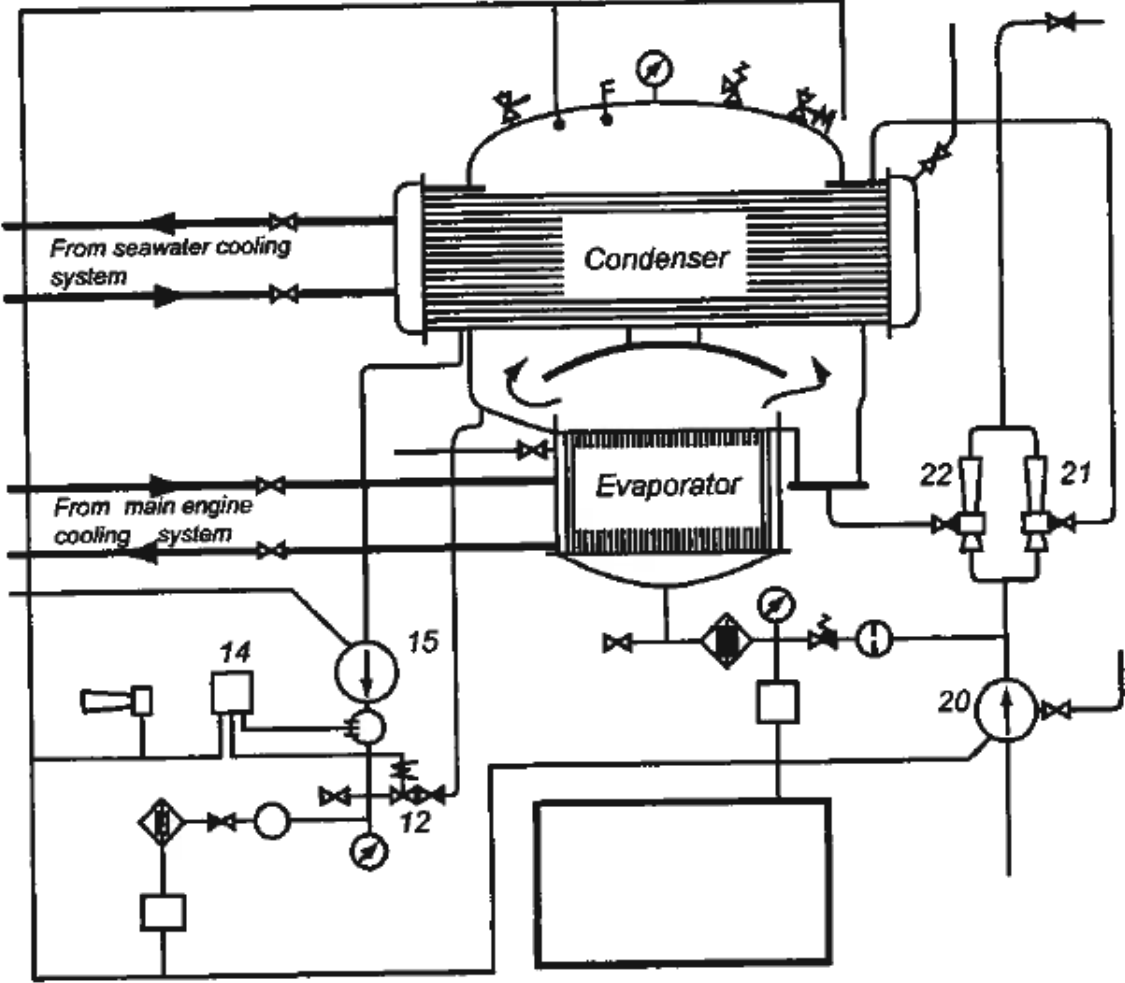 From seawater cooling
system
Condenser
From main engine
cooling system
Evaporator
22
21
15
14
20
12